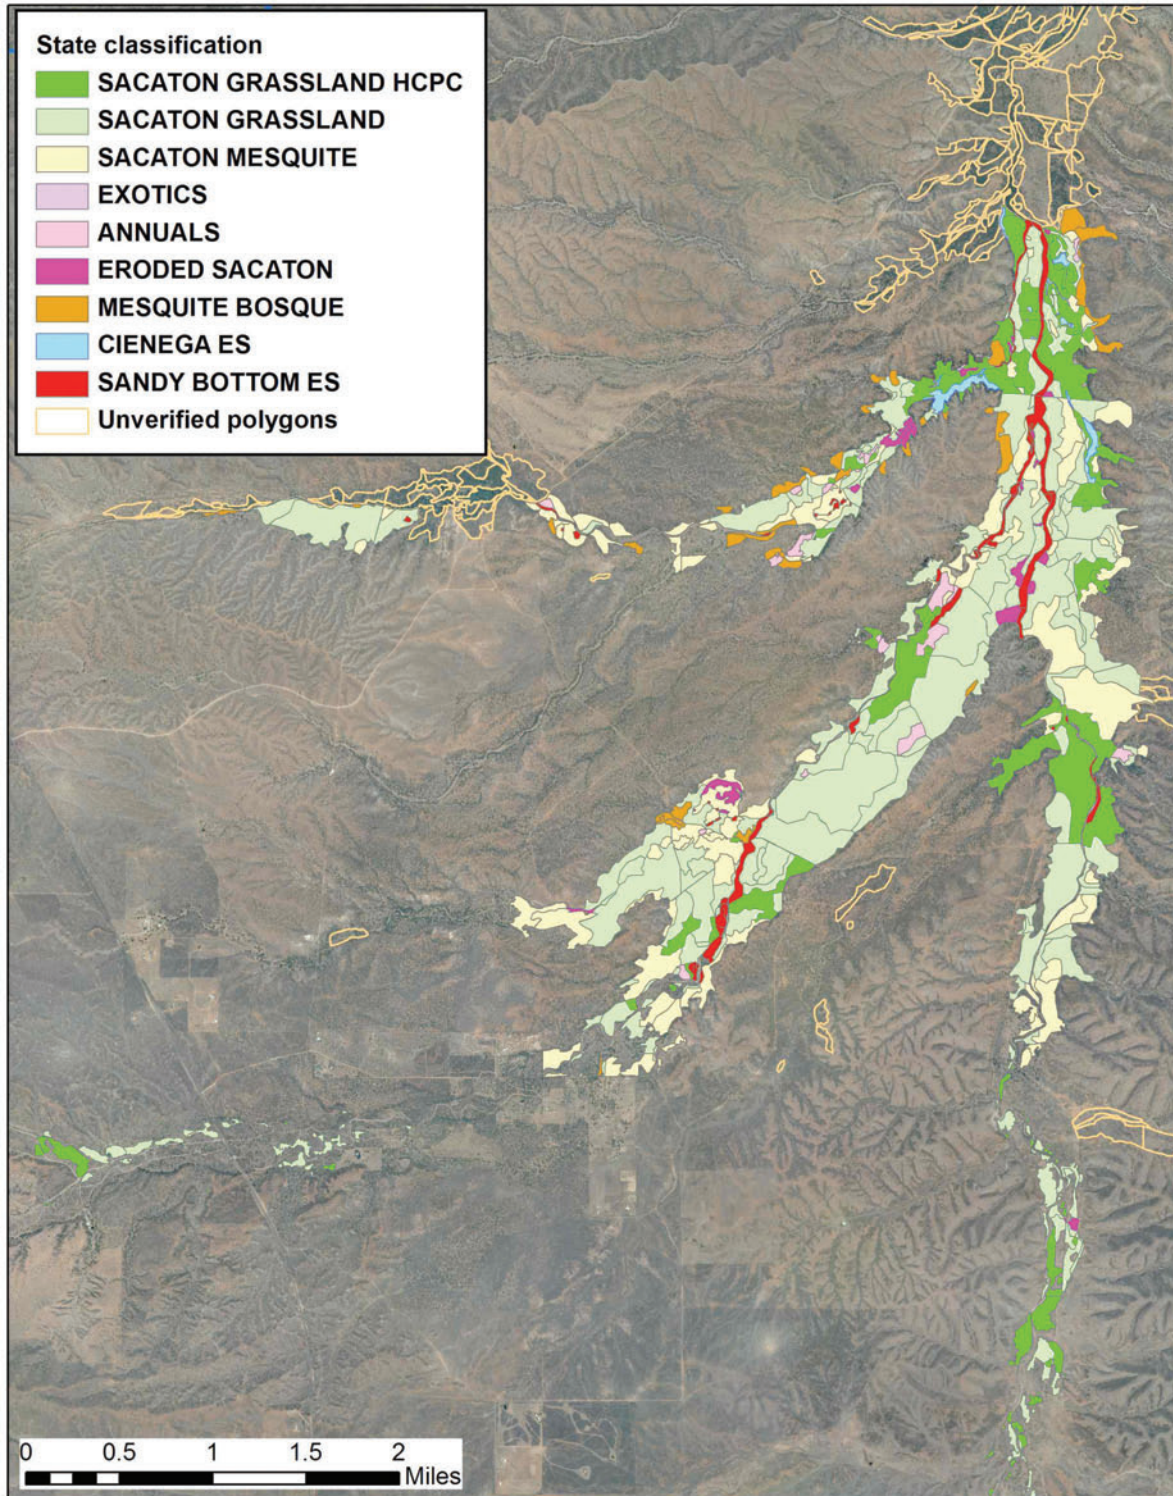 State classification
SACATON GRASSLAND HCPC
SACATON GRASSLAND
SACATON MESQUITE
EXOTICS
ANNUALS
ERODED SACATON
MESQUITE BOSQUE
CIENEGA ES
SANDY BOTTOM ES
Unverified polygons
0 0.5 1 1.5 2
Miles